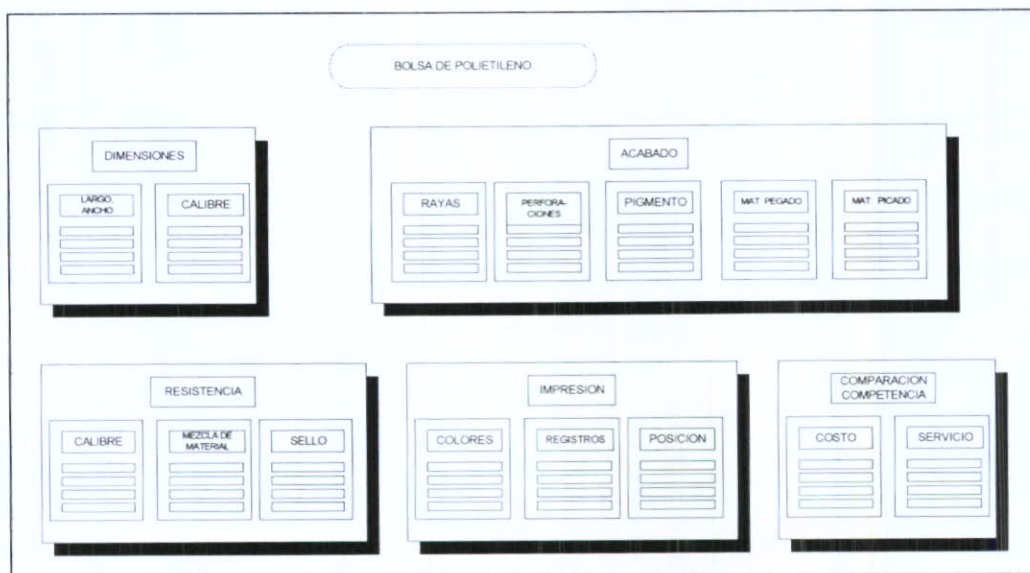 BOLSA DE POLIETILENO
DIMENSIONES
LARGO,
ANCHO
CALIBRE
ACABADO
RAYAS
PERFORA-
CIONES
PIGMENTO
MAT. PEGADO
MAT. PICADO
RESISTENCIA
CALIBRE
MEZCLA DE
MATERIAL
SELLO
IMPRESION
COLORES
REGISTROS
POSICION
COMPARACION
COMPETENCIA
COSTO
SERVICIO